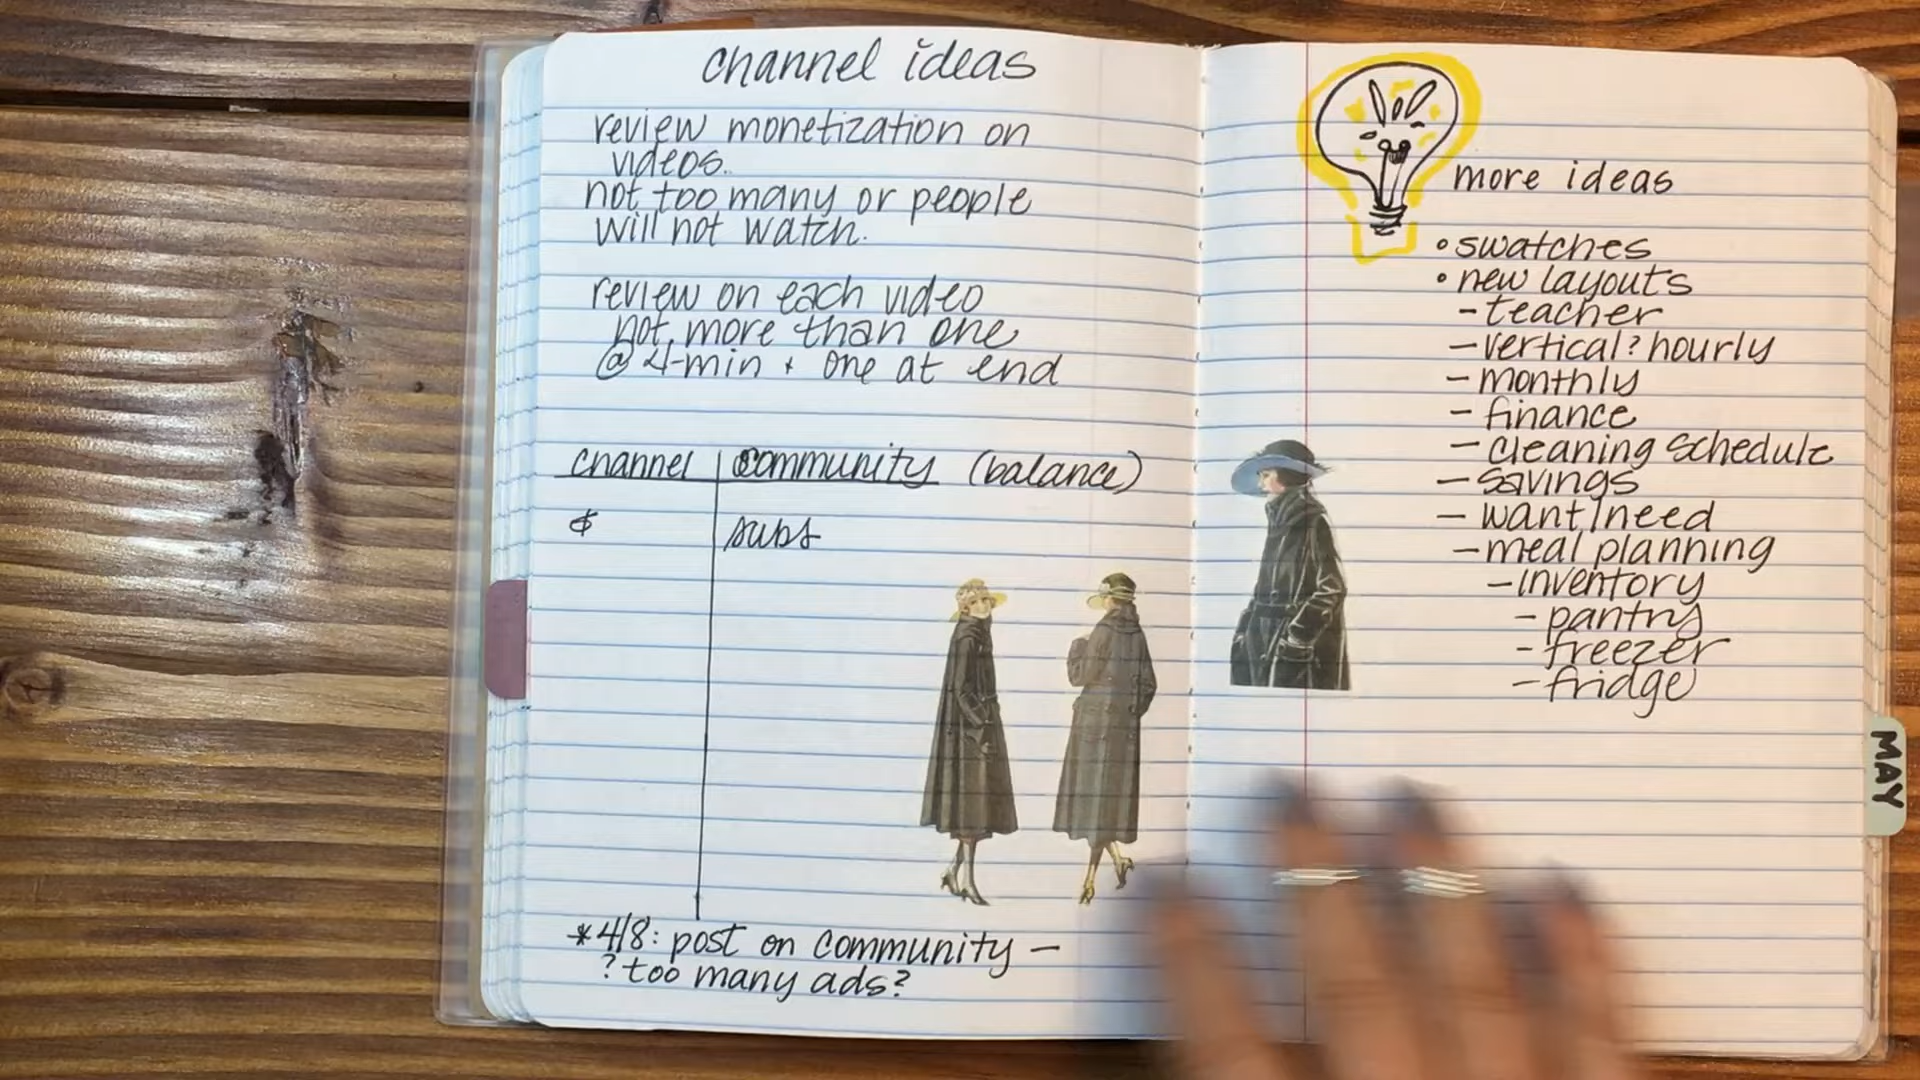 channel ideas
review monetization on
videos.
not too many or people
will not watch.
review on each video
not more than one
@ 4-min + one at end
channel | community (balance)
$ | subs
*4/8: post on community —
? too many ads?
more ideas
• swatches
• new layouts
- teacher
- vertical? hourly
- monthly
- finance
- cleaning schedule
- savings
- want/need
- meal planning
- inventory
- pantry
- freezer
- fridge
MAY